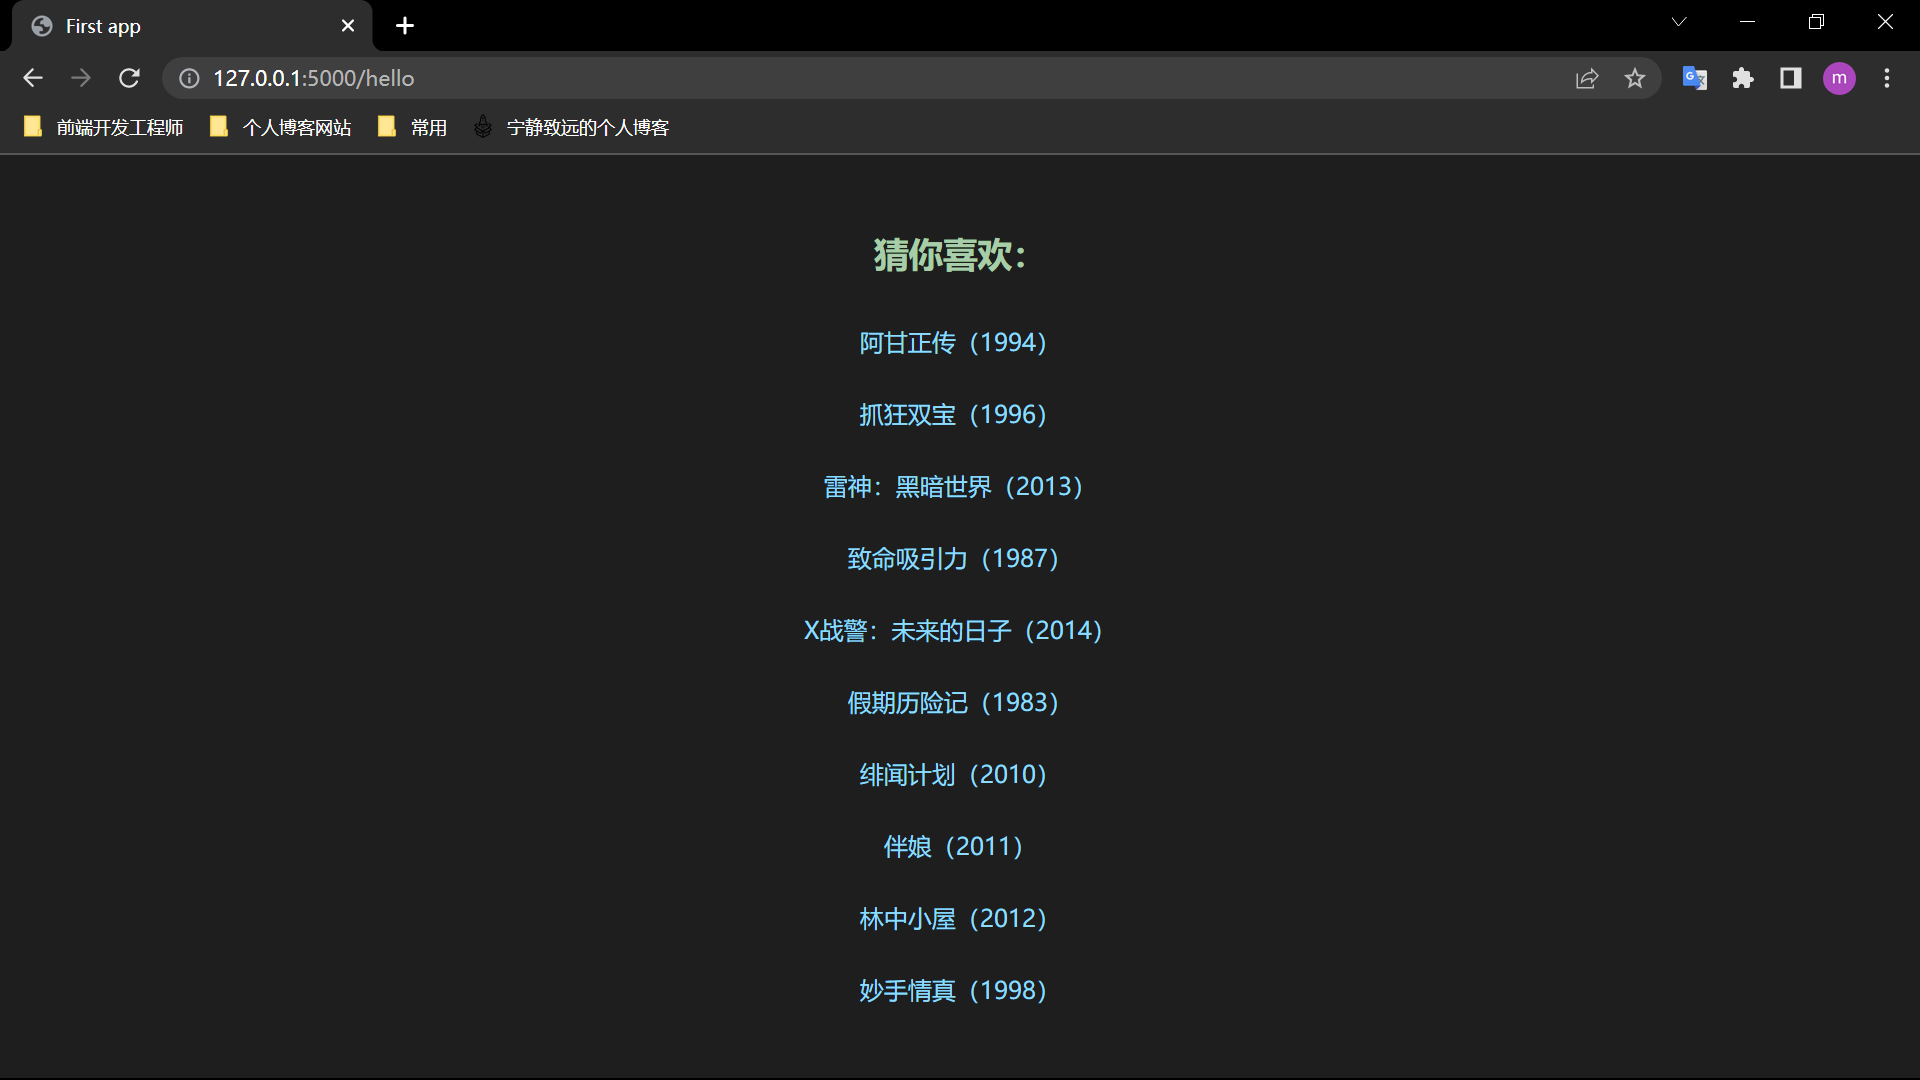 First app
127.0.0.1:5000/hello
m
前端开发工程师 个人博客网站 常用 宁静致远的个人博客
猜你喜欢：
阿甘正传（1994）
抓狂双宝（1996）
雷神：黑暗世界（2013）
致命吸引力（1987）
X战警：未来的日子（2014）
假期历险记（1983）
绯闻计划（2010）
伴娘（2011）
林中小屋（2012）
妙手情真（1998）